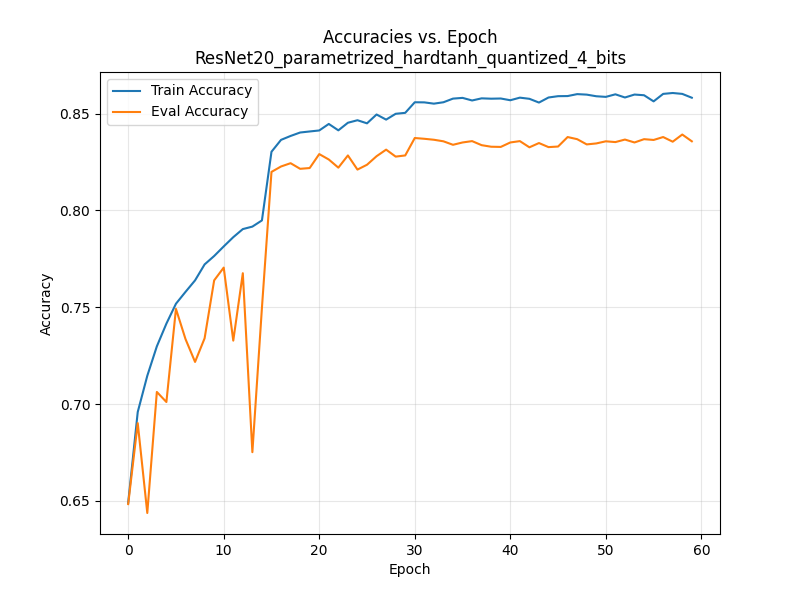 Accuracies vs. Epoch
ResNet20_parametrized_hardtanh_quantized_4_bits
Train Accuracy
Eval Accuracy
Accuracy
0.85
0.80
0.75
0.70
0.65
0 10 20 30 40 50 60
Epoch